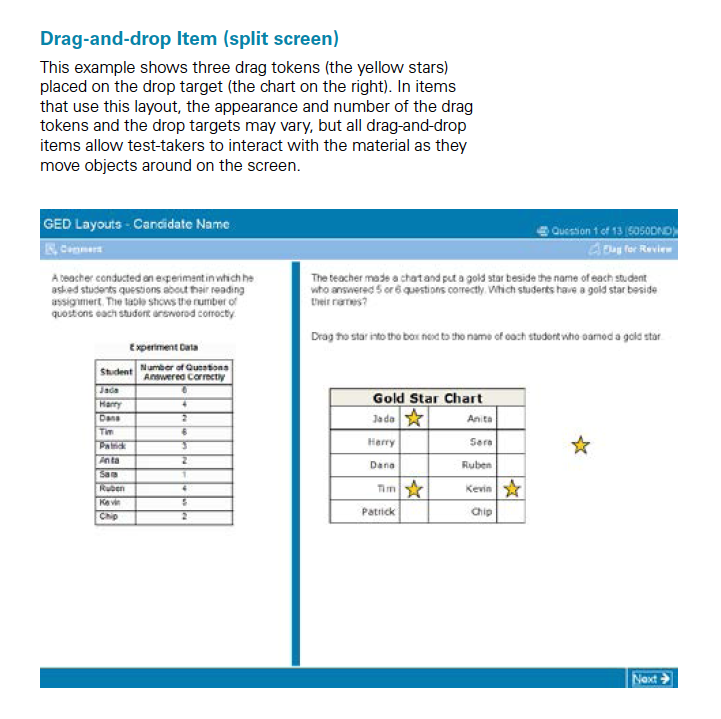 Drag-and-drop Item (split screen)
This example shows three drag tokens (the yellow stars)
placed on the drop target (the chart on the right). In items
that use this layout, the appearance and number of the drag
tokens and the drop targets may vary, but all drag-and-drop
items allow test-takers to interact with the material as they
move objects around on the screen.
GED Layouts - Candidate Name
Question 1 of 13 (5050DND)
Comment
Flag for Review
A teacher conducted an experiment in which he
asked students questions about their reading
assignment. The table shows the number of
questions each student answered correctly.
Experiment Data
Student Number of Questions
Answered Correctly
Jada 6
Harry 4
Dana 2
Tim 6
Patrick 3
Anita 2
Sara 1
Ruben 4
Kevin 5
Chip 2
The teacher made a chart and put a gold star beside the name of each student
who answered 5 or 6 questions correctly. Which students have a gold star beside
their names?
Drag the star into the box next to the name of each student who earned a gold star.
Gold Star Chart
Jada Anita
Harry Sara
Dana Ruben
Tim Kevin
Patrick Chip
Next